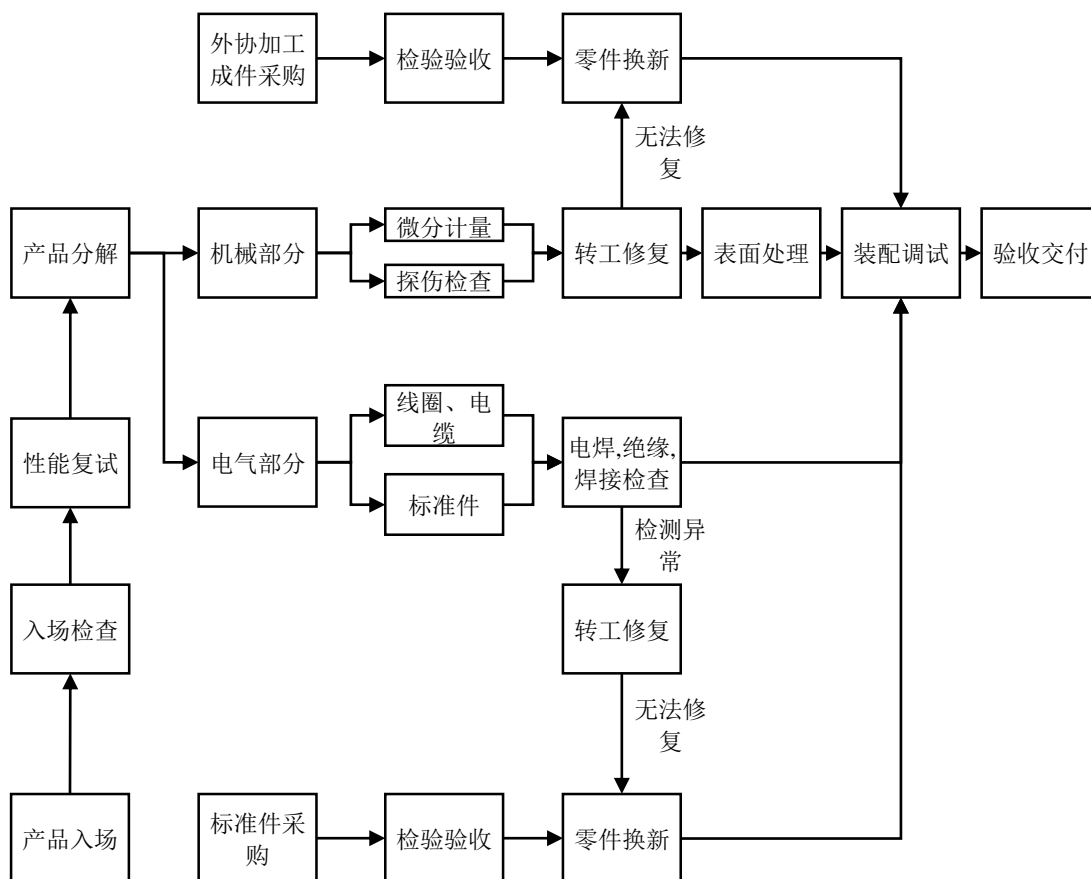 外协加工
成件采购
检验验收
零件换新
无法修
复
产品分解
机械部分
微分计量
探伤检查
转工修复
表面处理
装配调试
验收交付
性能复试
电气部分
线圈、电
缆
标准件
电焊,绝缘,
焊接检查
检测异
常
入场检查
转工修复
无法修
复
产品入场
标准件采
购
检验验收
零件换新